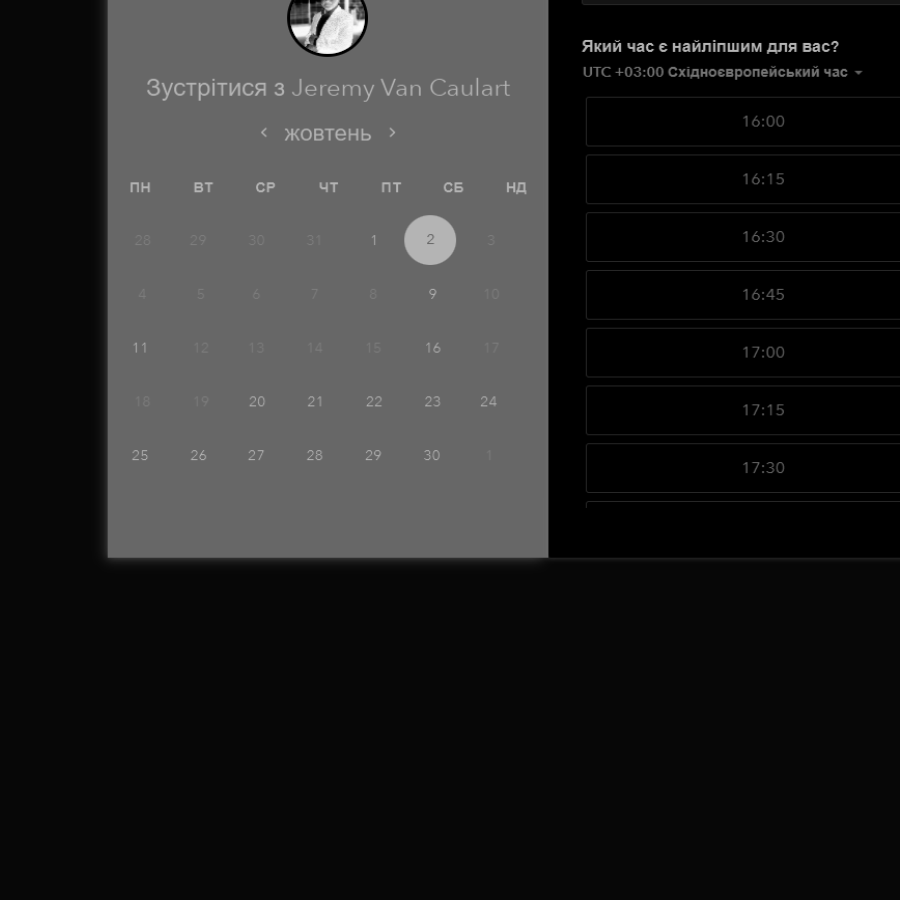 Зустрітися з Jeremy Van Caulart
жовтень
ПН ВТ СР ЧТ ПТ СБ НД
28 29 30 31 1 2 3
4 5 6 7 8 9 10
11 12 13 14 15 16 17
18 19 20 21 22 23 24
25 26 27 28 29 30 1
Який час є найліпшим для вас?
UTC +03:00 Східноєвропейський час
16:00
16:15
16:30
16:45
17:00
17:15
17:30